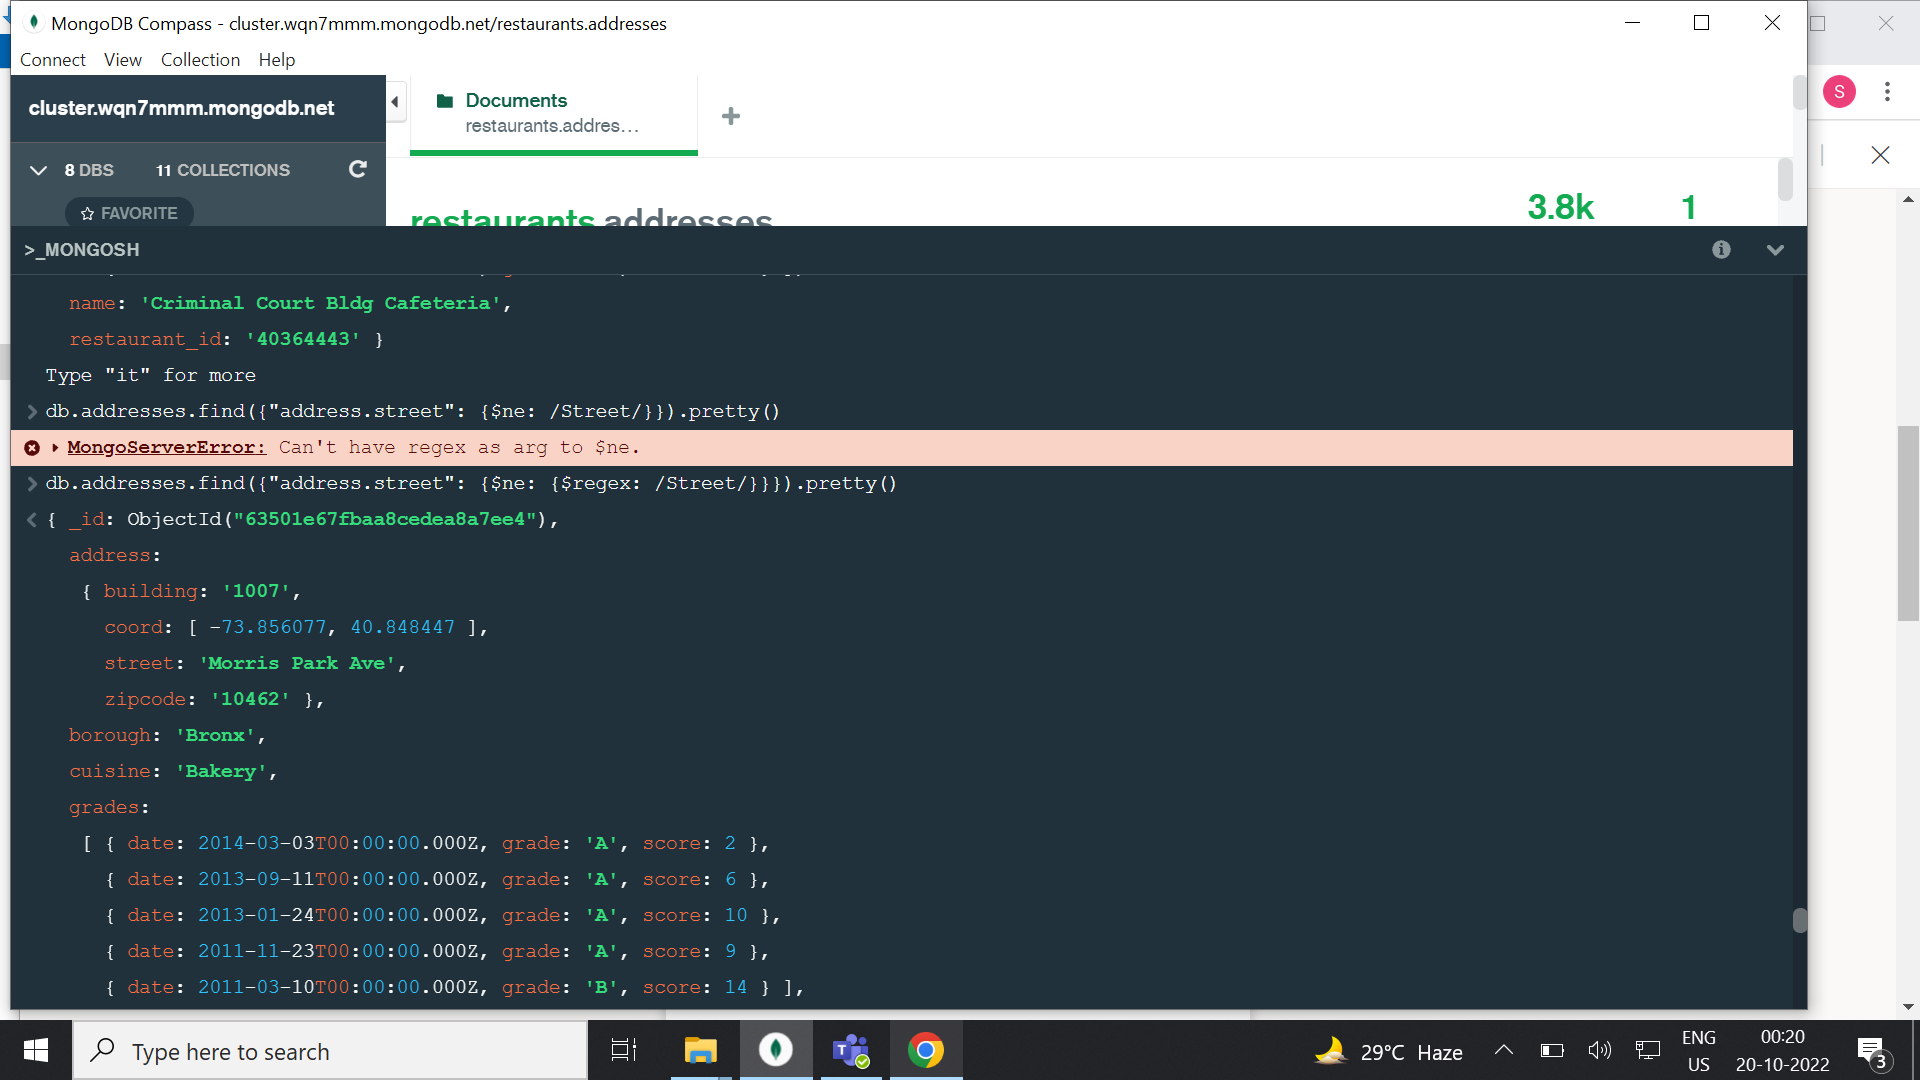 MongoDB Compass - cluster.wqn7mmm.mongodb.net/restaurants.addresses
Connect View Collection Help
cluster.wqn7mmm.mongodb.net
Documents
restaurants.addres...
S
8 DBS 11 COLLECTIONS
FAVORITE
restaurants.addresses
3.8k 1
>_MONGOSH
name: 'Criminal Court Bldg Cafeteria',
restaurant_id: '40364443' }
Type "it" for more
db.addresses.find({"address.street": {$ne: /Street/}}).pretty()
MongoServerError: Can't have regex as arg to $ne.
db.addresses.find({"address.street": {$ne: {$regex: /Street/}}}).pretty()
{ _id: ObjectId("63501e67fbaa8cedea8a7ee4"),
address:
{ building: '1007',
coord: [ -73.856077, 40.848447 ],
street: 'Morris Park Ave',
zipcode: '10462' },
borough: 'Bronx',
cuisine: 'Bakery',
grades:
[ { date: 2014-03-03T00:00:00.000Z, grade: 'A', score: 2 },
{ date: 2013-09-11T00:00:00.000Z, grade: 'A', score: 6 },
{ date: 2013-01-24T00:00:00.000Z, grade: 'A', score: 10 },
{ date: 2011-11-23T00:00:00.000Z, grade: 'A', score: 9 },
{ date: 2011-03-10T00:00:00.000Z, grade: 'B', score: 14 } ],
Type here to search
T
29°C Haze
ENG
US
00:20
20-10-2022
3